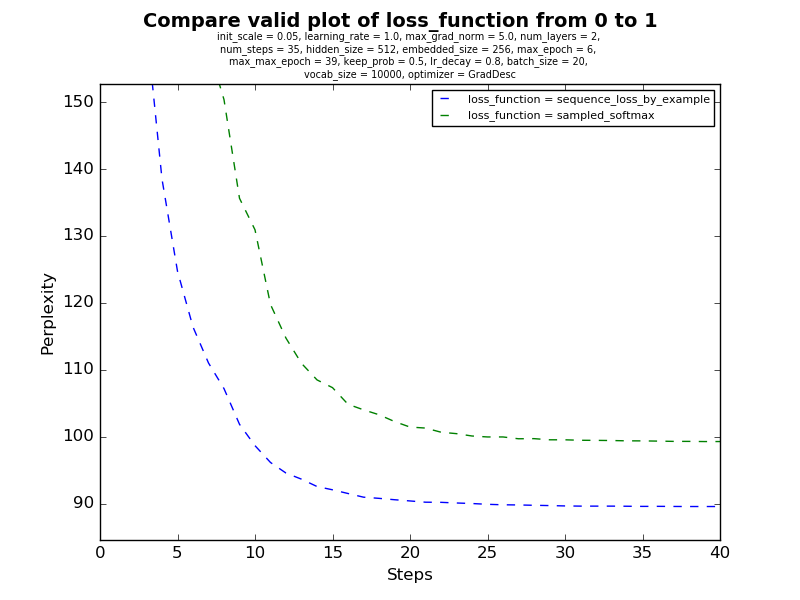 Compare valid plot of loss_function from 0 to 1
init_scale = 0.05, learning_rate = 1.0, max_grad_norm = 5.0, num_layers = 2,
num_steps = 35, hidden_size = 512, embedded_size = 256, max_epoch = 6,
max_max_epoch = 39, keep_prob = 0.5, lr_decay = 0.8, batch_size = 20,
vocab_size = 10000, optimizer = GradDesc
loss_function = sequence_loss_by_example
loss_function = sampled_softmax
150
140
130
120
110
100
90
Perplexity
0 5 10 15 20 25 30 35 40
Steps